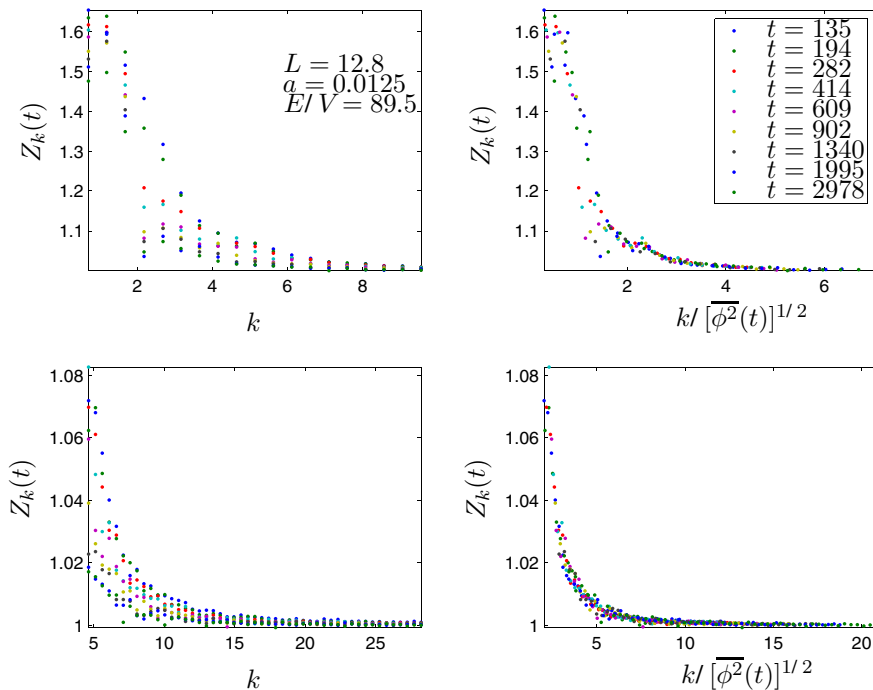 1.6
1.5
1.4
1.3
1.2
1.1
Z_k(t)
L = 12.8
a = 0.0125
E/V = 89.5
2
4
6
8
k
1.6
1.5
1.4
1.3
1.2
1.1
Z_k(t)
t = 135
t = 194
t = 282
t = 414
t = 609
t = 902
t = 1340
t = 1995
t = 2978
2
4
6
k/[\overline{\phi^2}(t)]^{1/2}
1.08
1.06
1.04
1.02
1
Z_k(t)
5
10
15
20
25
k
1.08
1.06
1.04
1.02
1
Z_k(t)
5
10
15
20
k/[\overline{\phi^2}(t)]^{1/2}